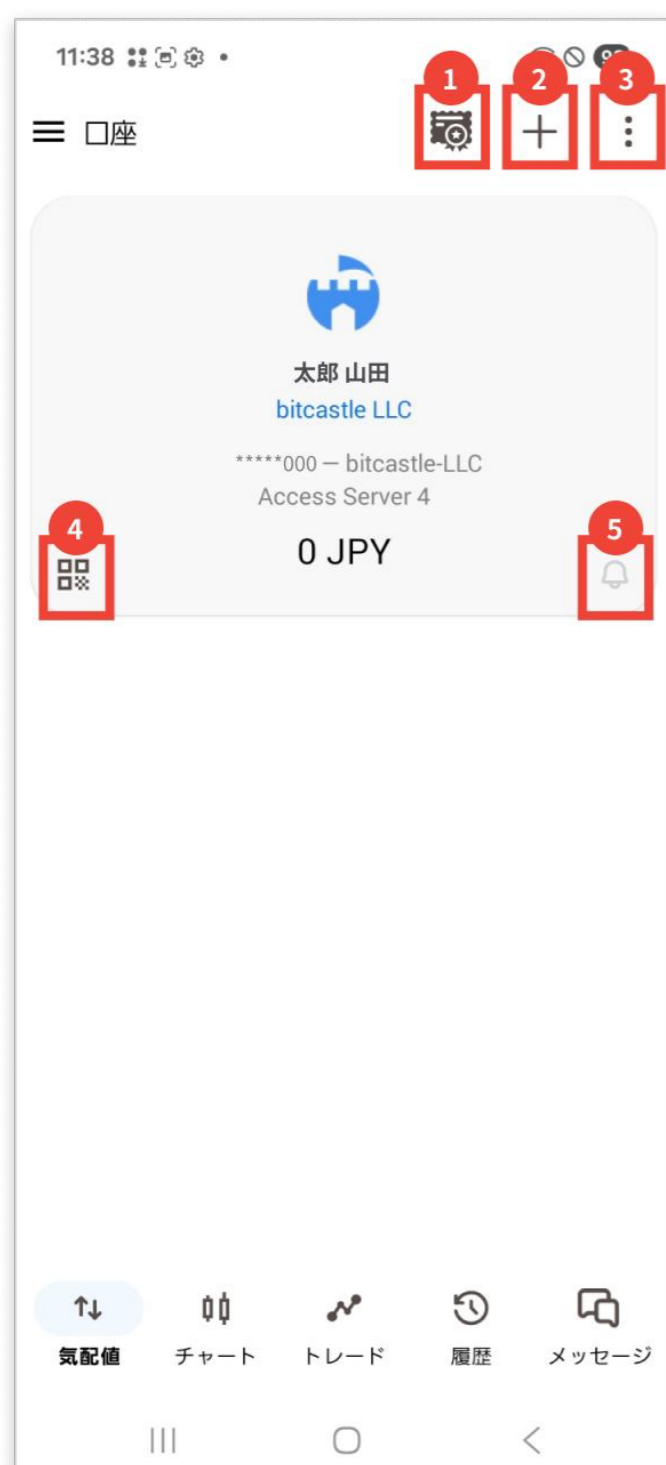 11:38
1 2 3
口座
太郎 山田
bitcastle LLC
*****000 — bitcastle-LLC
Access Server 4
4
0 JPY
5
気配値 チャート トレード 履歴 メッセージ